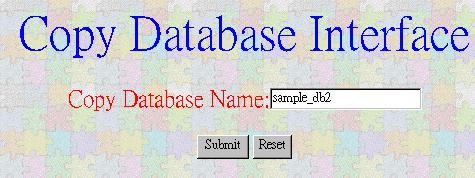 Copy Database Interface
Copy Database Name: sample_db2
Submit Reset